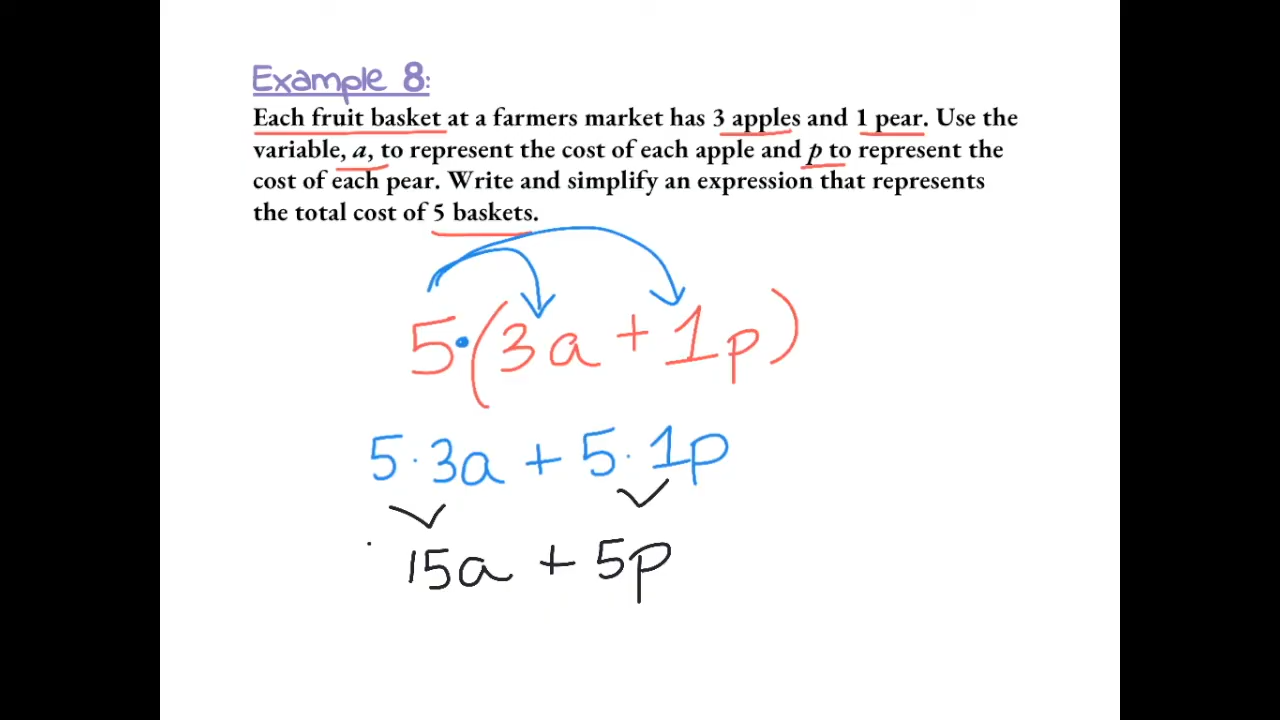 Example 8:
Each fruit basket at a farmers market has 3 apples and 1 pear. Use the
variable, a, to represent the cost of each apple and p to represent the
cost of each pear. Write and simplify an expression that represents
the total cost of 5 baskets.
5·(3a + 1p)
5·3a + 5·1p
15a + 5p